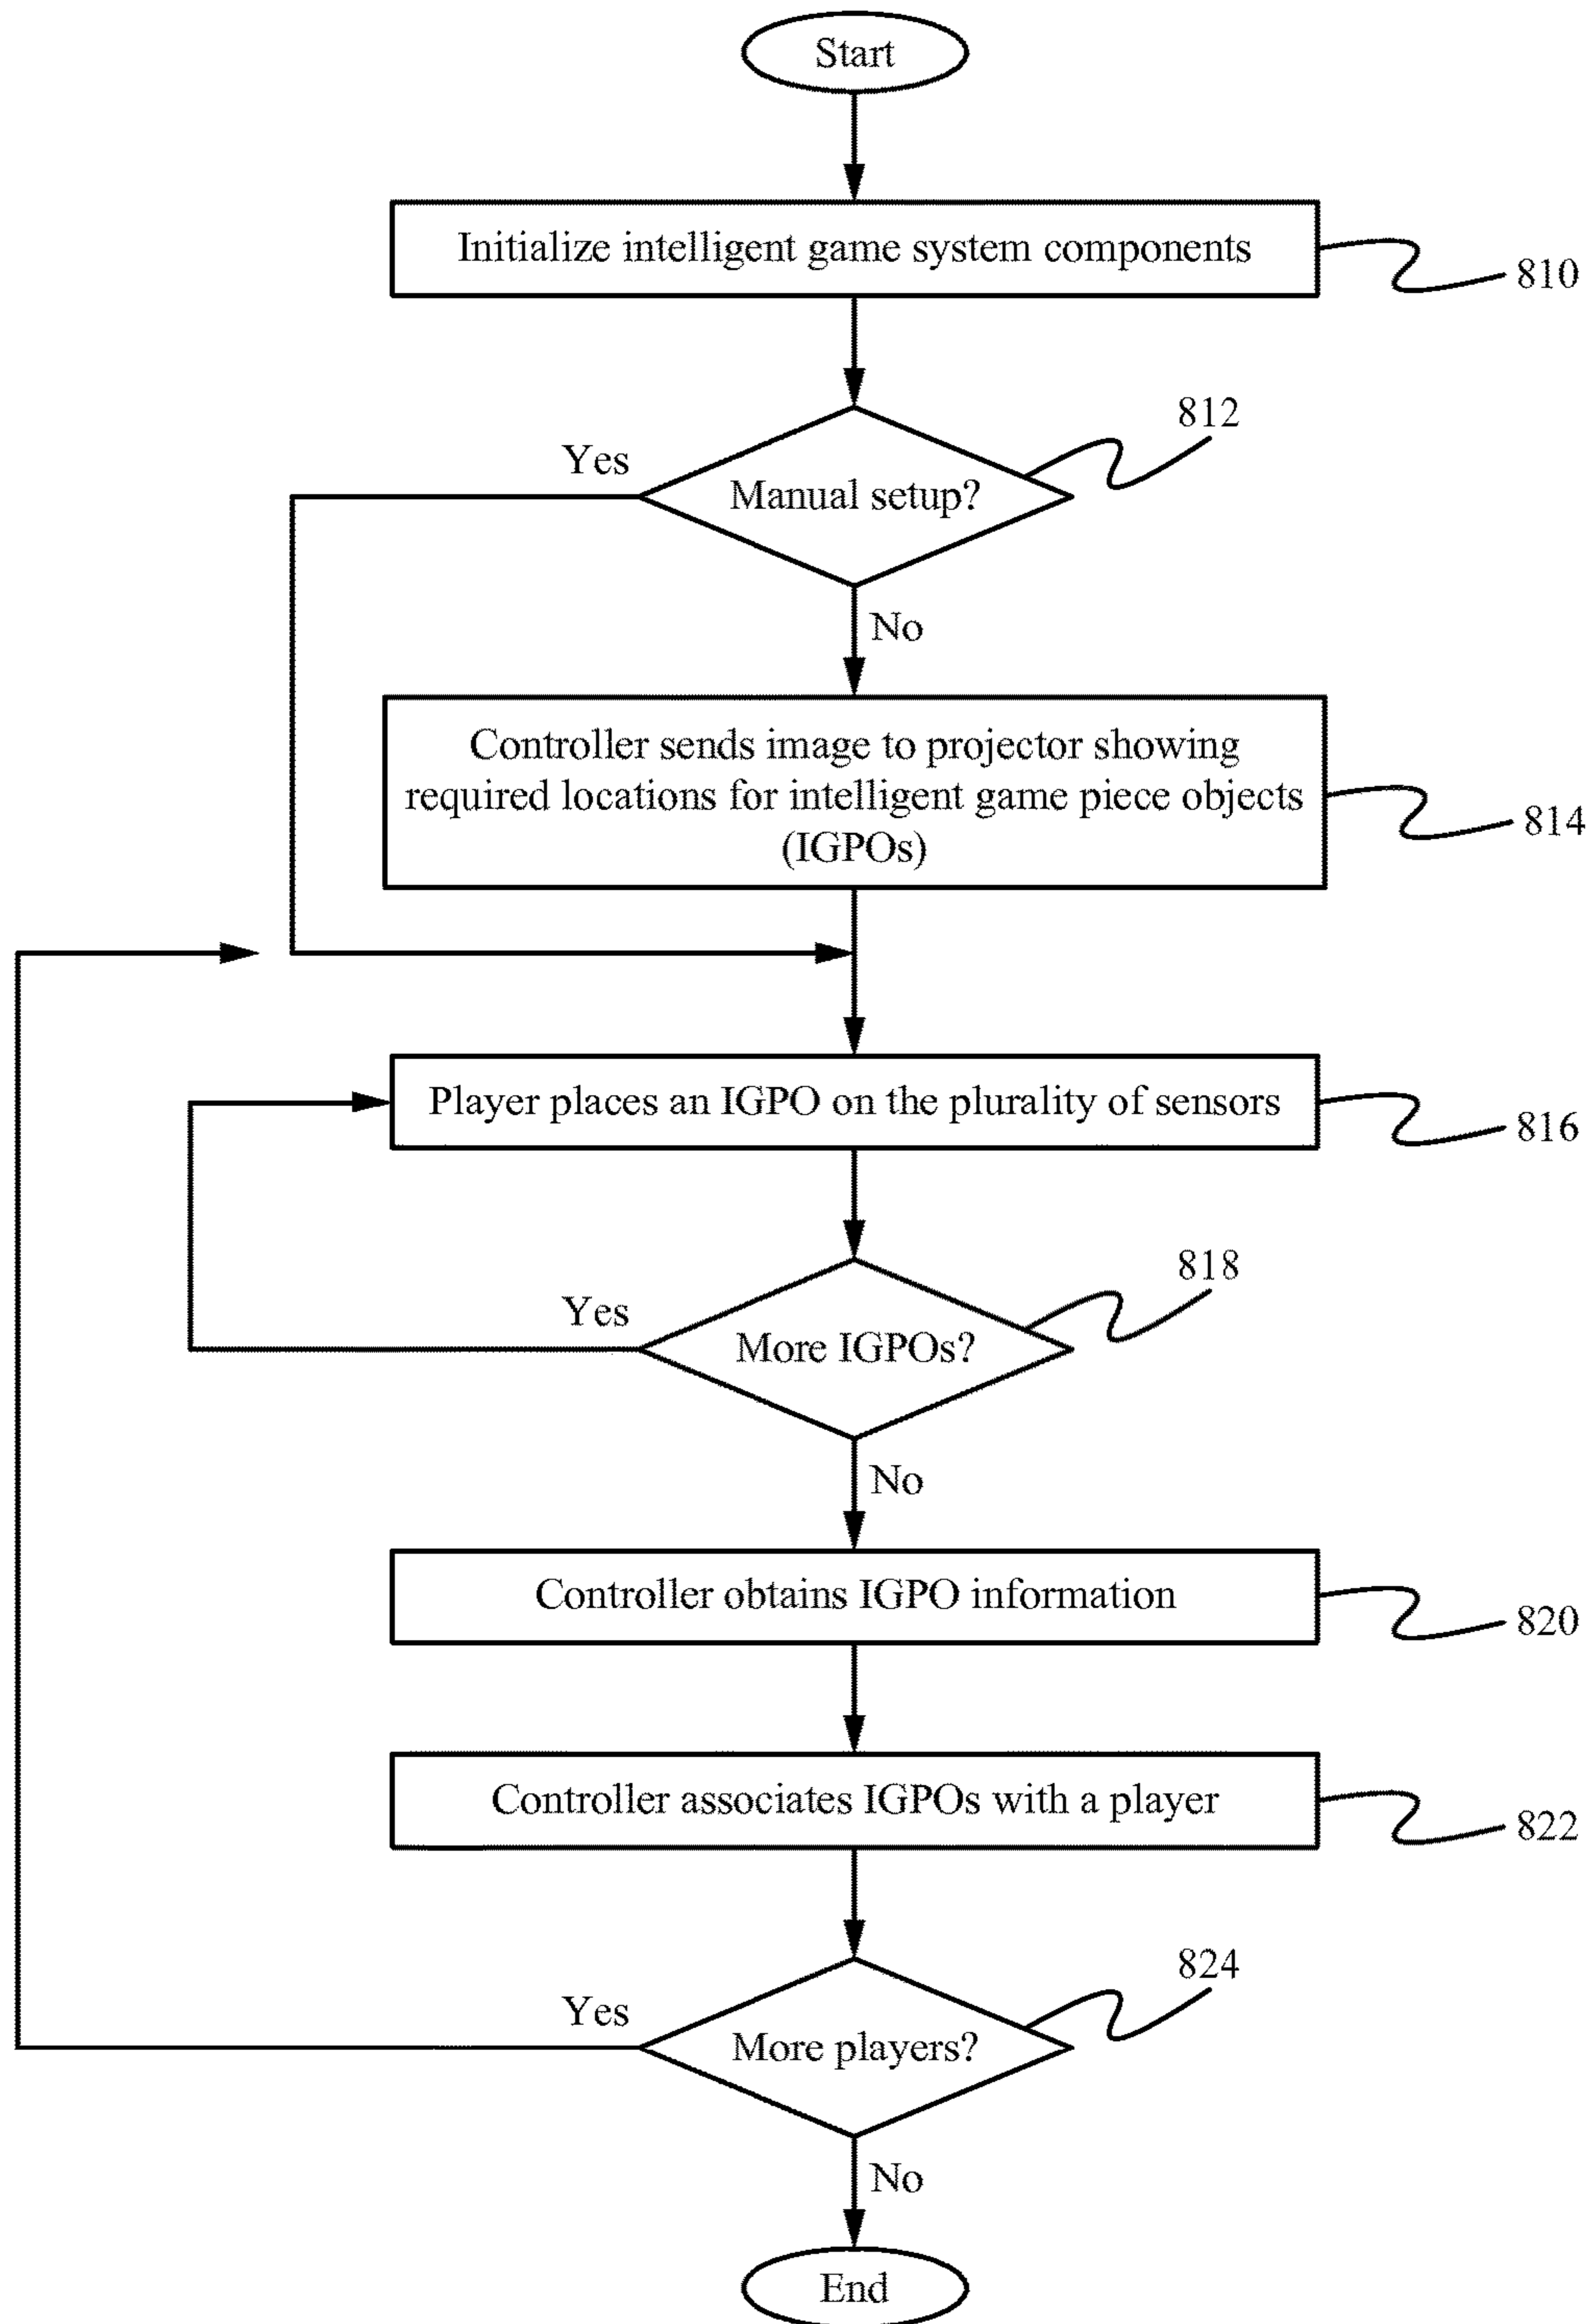 Start
Initialize intelligent game system components
810
812
Yes
Manual setup?
No
Controller sends image to projector showing
required locations for intelligent game piece objects
(IGPOs)
814
Player places an IGPO on the plurality of sensors
816
818
Yes
More IGPOs?
No
Controller obtains IGPO information
820
Controller associates IGPOs with a player
822
824
Yes
More players?
No
End